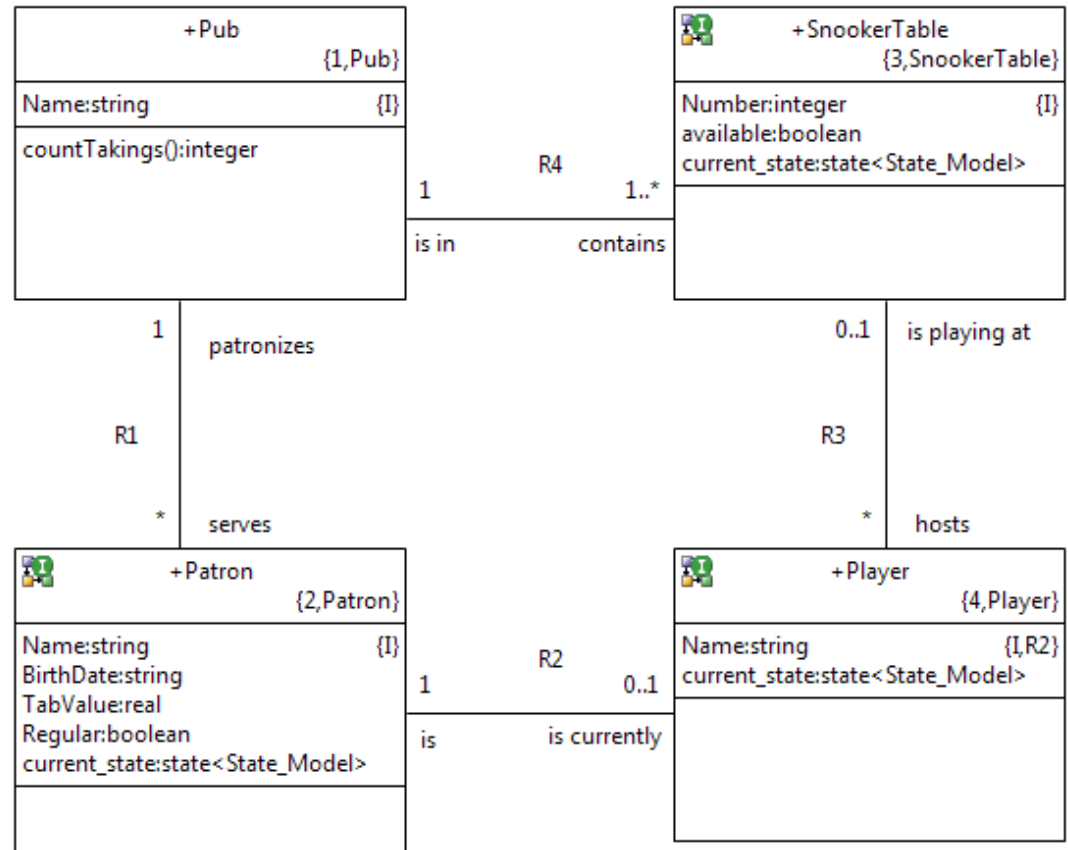 +Pub
{1,Pub}
Name:string {I}
countTakings():integer
+SnookerTable
{3,SnookerTable}
Number:integer {I}
available:boolean
current_state:state<State_Model>
R4
1 1..*
is in contains
1
patronizes
R1
*
serves
0..1
is playing at
R3
*
hosts
+Patron
{2,Patron}
Name:string {I}
BirthDate:string
TabValue:real
Regular:boolean
current_state:state<State_Model>
R2
1 0..1
is is currently
+Player
{4,Player}
Name:string {I,R2}
current_state:state<State_Model>